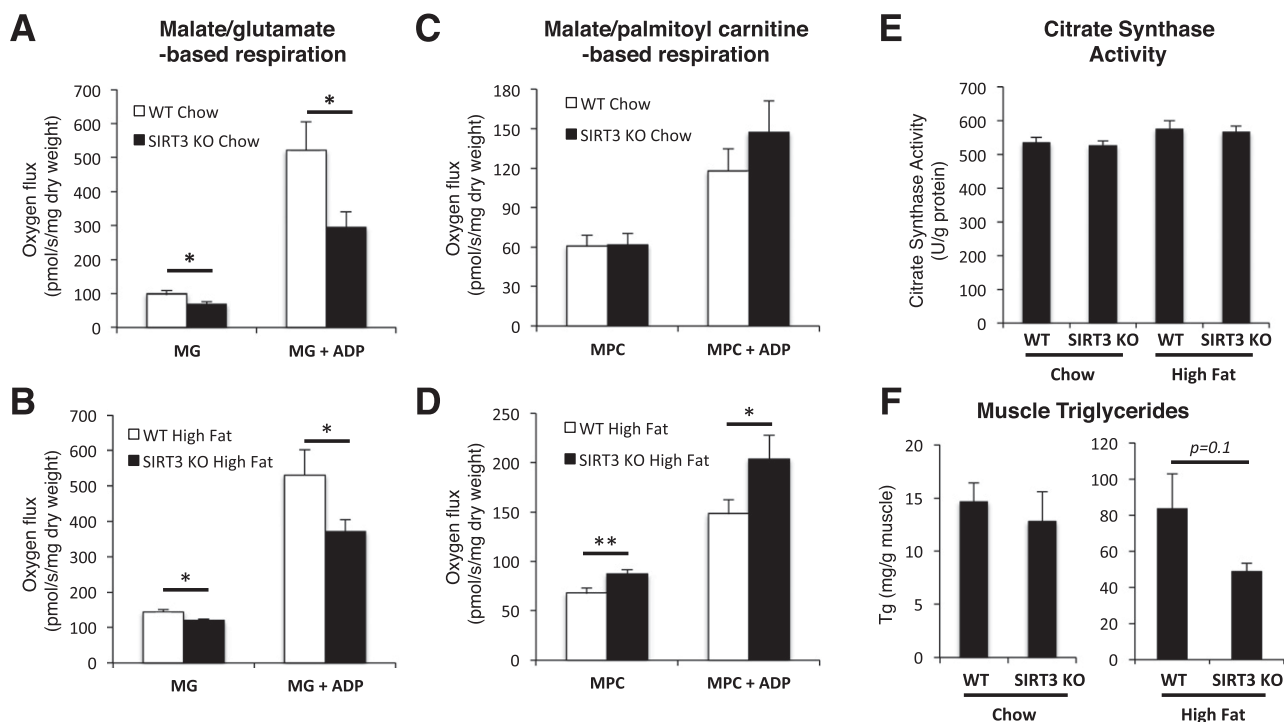 A
Malate/glutamate
-based respiration
Oxygen flux
(pmol/s/mg dry weight)
700
600
500
400
300
200
100
0
WT Chow
SIRT3 KO Chow
*
*
MG
MG + ADP
B
Oxygen flux
(pmol/s/mg dry weight)
700
600
500
400
300
200
100
0
WT High Fat
SIRT3 KO High Fat
*
*
MG
MG + ADP
C
Malate/palmitoyl carnitine
-based respiration
Oxygen flux
(pmol/s/mg dry weight)
180
150
120
90
60
30
0
WT Chow
SIRT3 KO Chow
MPC
MPC + ADP
D
Oxygen flux
(pmol/s/mg dry weight)
250
200
150
100
50
0
WT High Fat
SIRT3 KO High Fat
**
*
MPC
MPC + ADP
E
Citrate Synthase
Activity
Citrate Synthase Activity
(U/g protein)
700
600
500
400
300
200
100
0
WT SIRT3 KO WT SIRT3 KO
Chow High Fat
F
Muscle Triglycerides
Tg (mg/g muscle)
20
15
10
5
0
WT SIRT3 KO
Chow
120
100
80
60
40
20
0
p=0.1
WT SIRT3 KO
High Fat